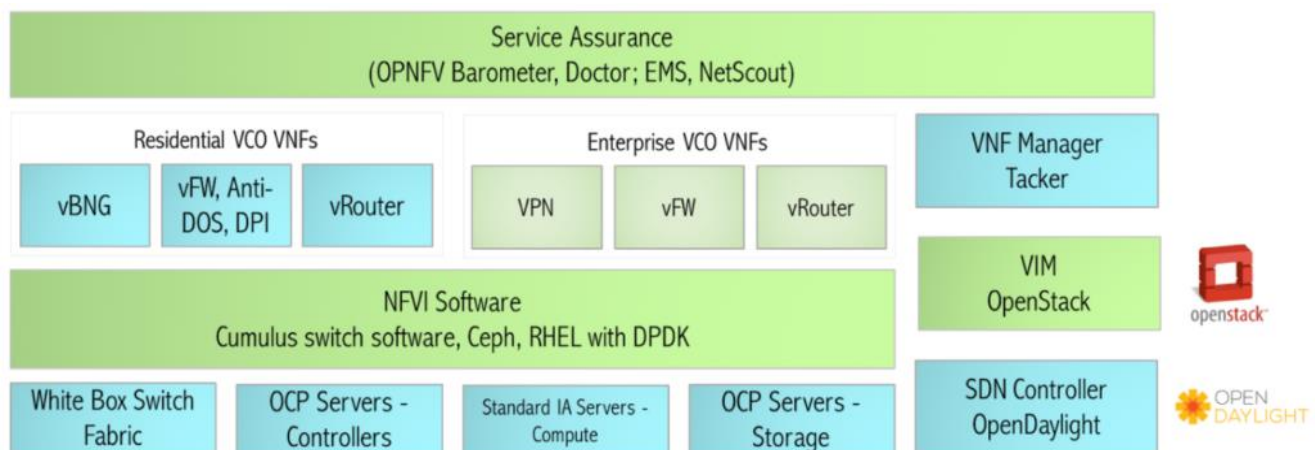 Service Assurance
(OPNFV Barometer, Doctor; EMS, NetScout)
Residential VCO VNFs
vBNG
vFW, Anti-
DOS, DPI
vRouter
Enterprise VCO VNFs
VPN
vFW
vRouter
VNF Manager
Tacker
NFVI Software
Cumulus switch software, Ceph, RHEL with DPDK
VIM
OpenStack
openstack™
White Box Switch
Fabric
OCP Servers -
Controllers
Standard IA Servers -
Compute
OCP Servers -
Storage
SDN Controller
OpenDaylight
OPEN
DAYLIGHT